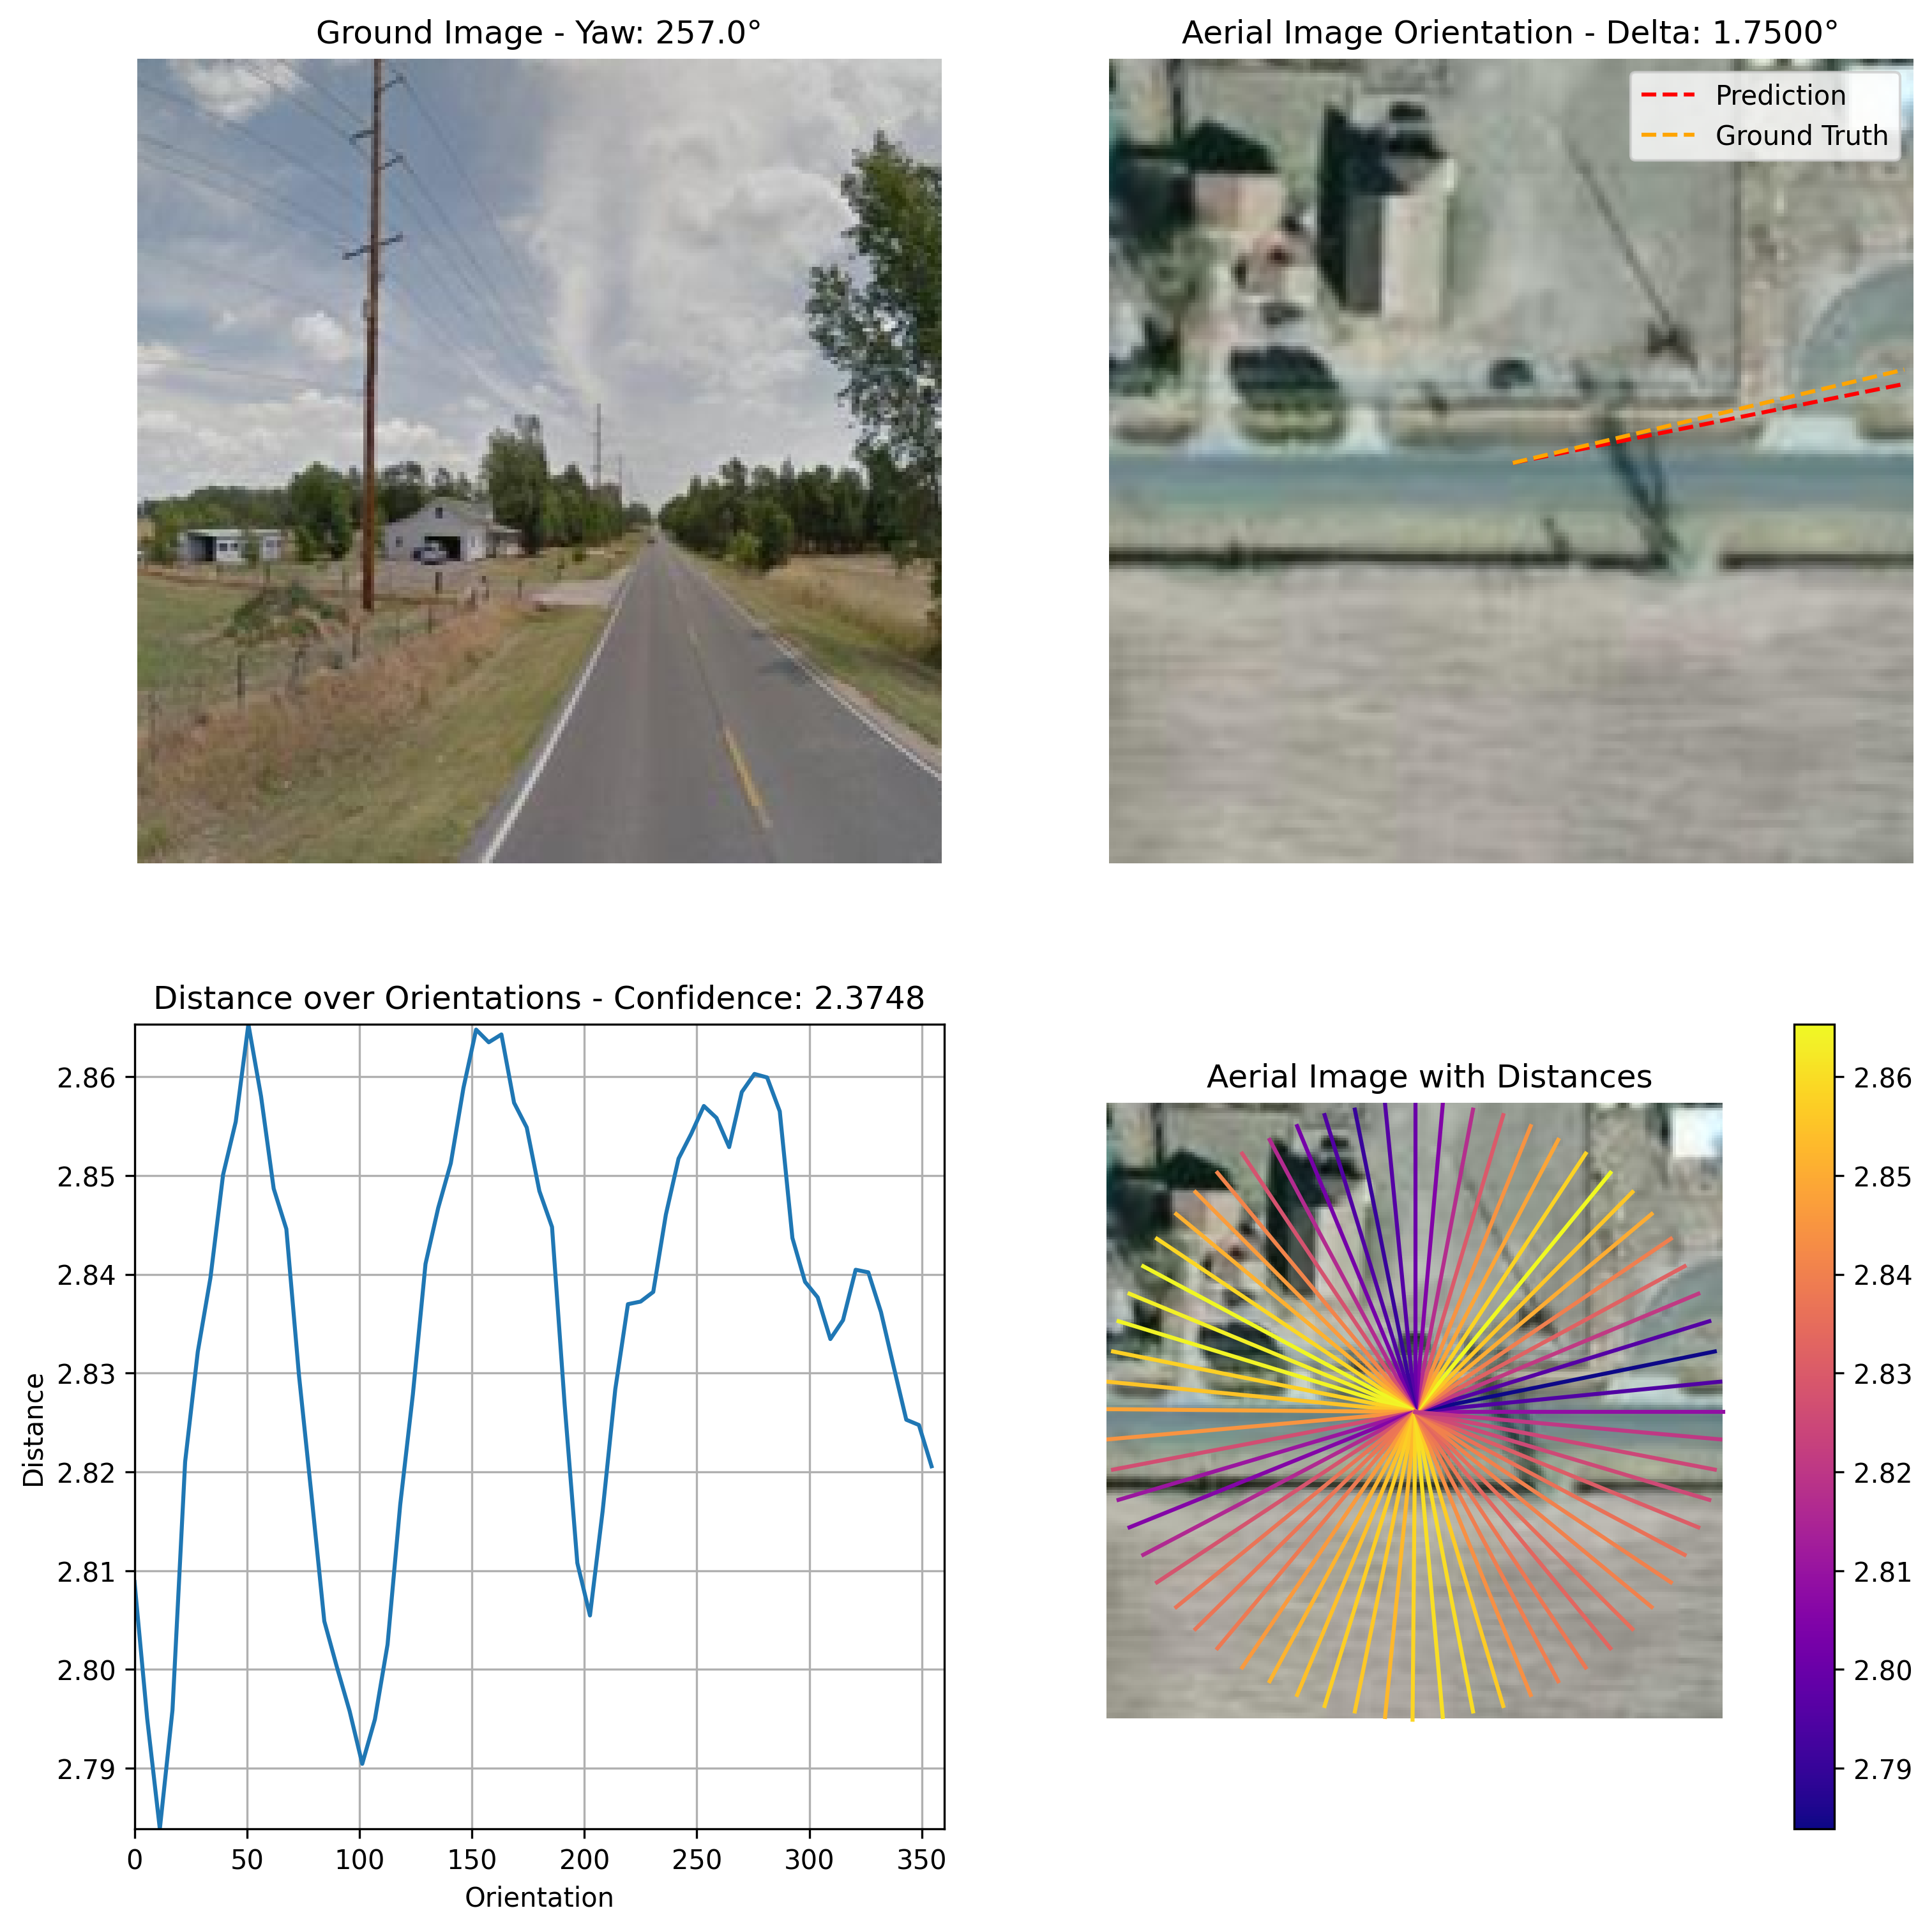 Ground Image - Yaw: 257.0°
Aerial Image Orientation - Delta: 1.7500°
Prediction
Ground Truth
Distance over Orientations - Confidence: 2.3748
2.86
2.85
2.84
2.83
2.82
2.81
2.80
2.79
Distance
0 50 100 150 200 250 300 350
Orientation
Aerial Image with Distances
2.86
2.85
2.84
2.83
2.82
2.81
2.80
2.79